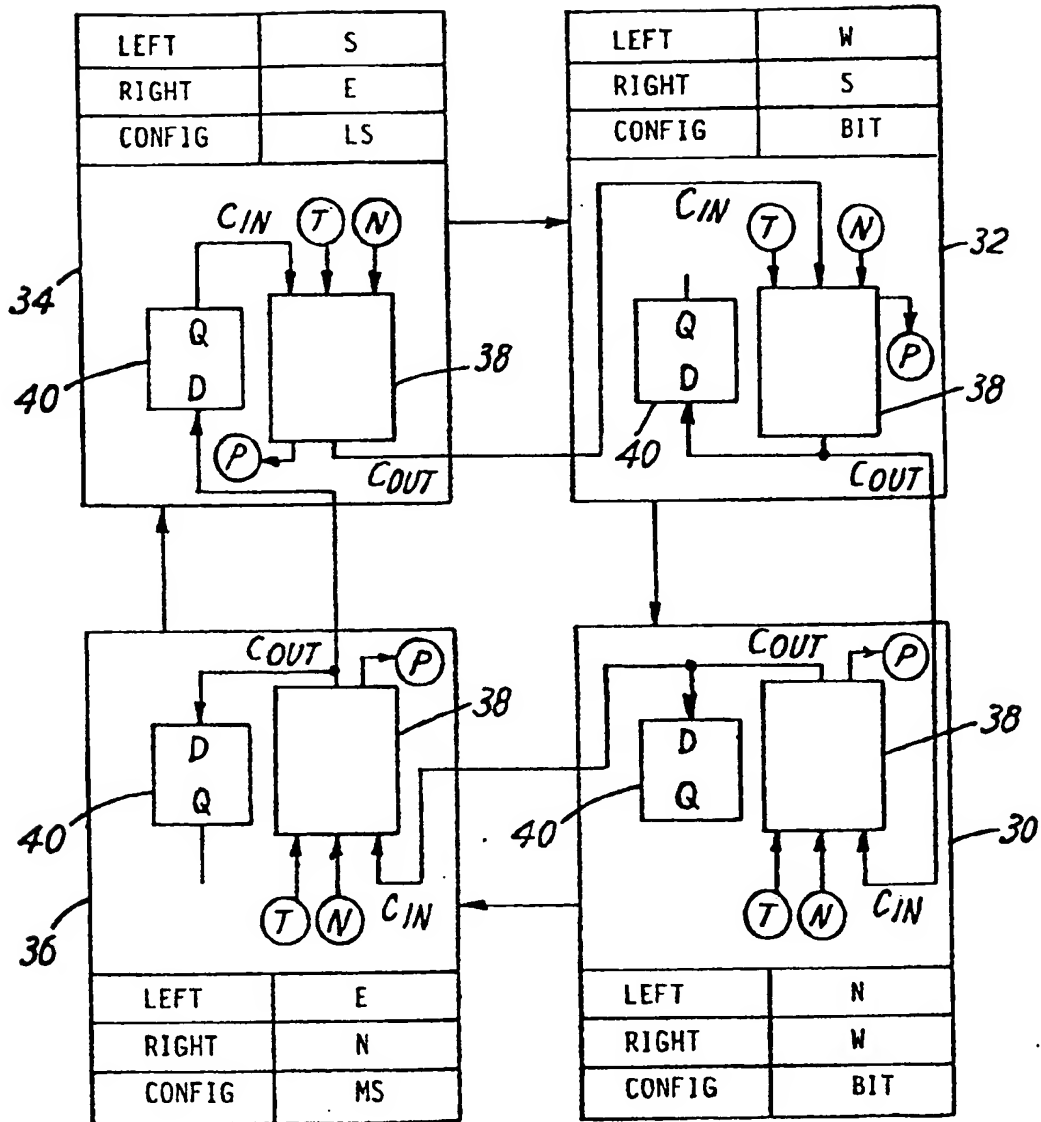 LEFT S
RIGHT E
CONFIG LS
LEFT W
RIGHT S
CONFIG BIT
CIN T N
34
Q
D
40
38
P
COUT
CIN
T N
32
Q
D
P
40
38
COUT
COUT P
38
D
Q
40
36
T N CIN
COUT P
38
D
Q
40
30
T N CIN
LEFT E
RIGHT N
CONFIG MS
LEFT N
RIGHT W
CONFIG BIT